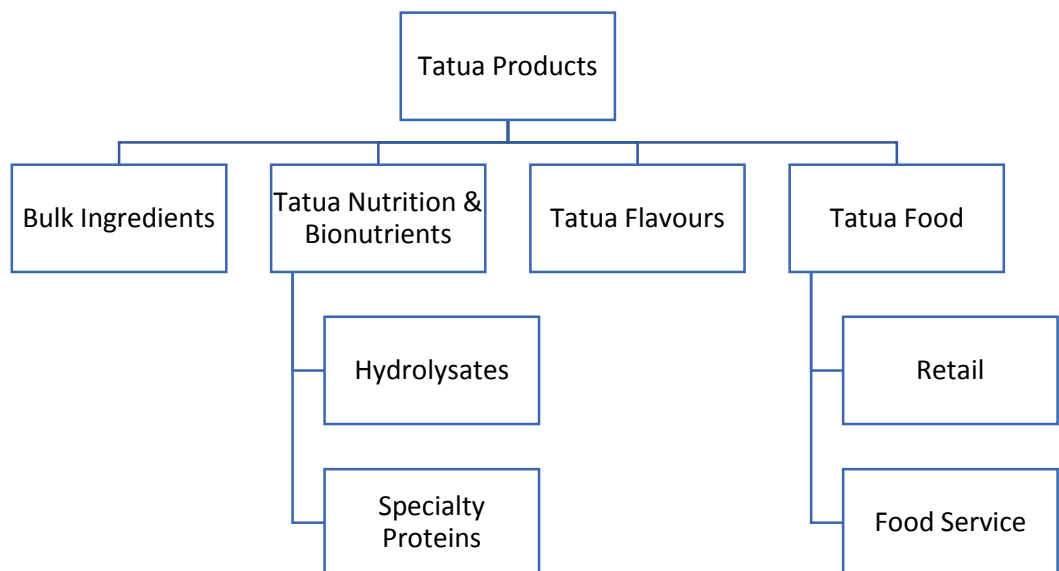 Tatua Products
Bulk Ingredients
Tatua Nutrition &
Bionutrients
Tatua Flavours
Tatua Food
Hydrolysates
Retail
Specialty
Proteins
Food Service